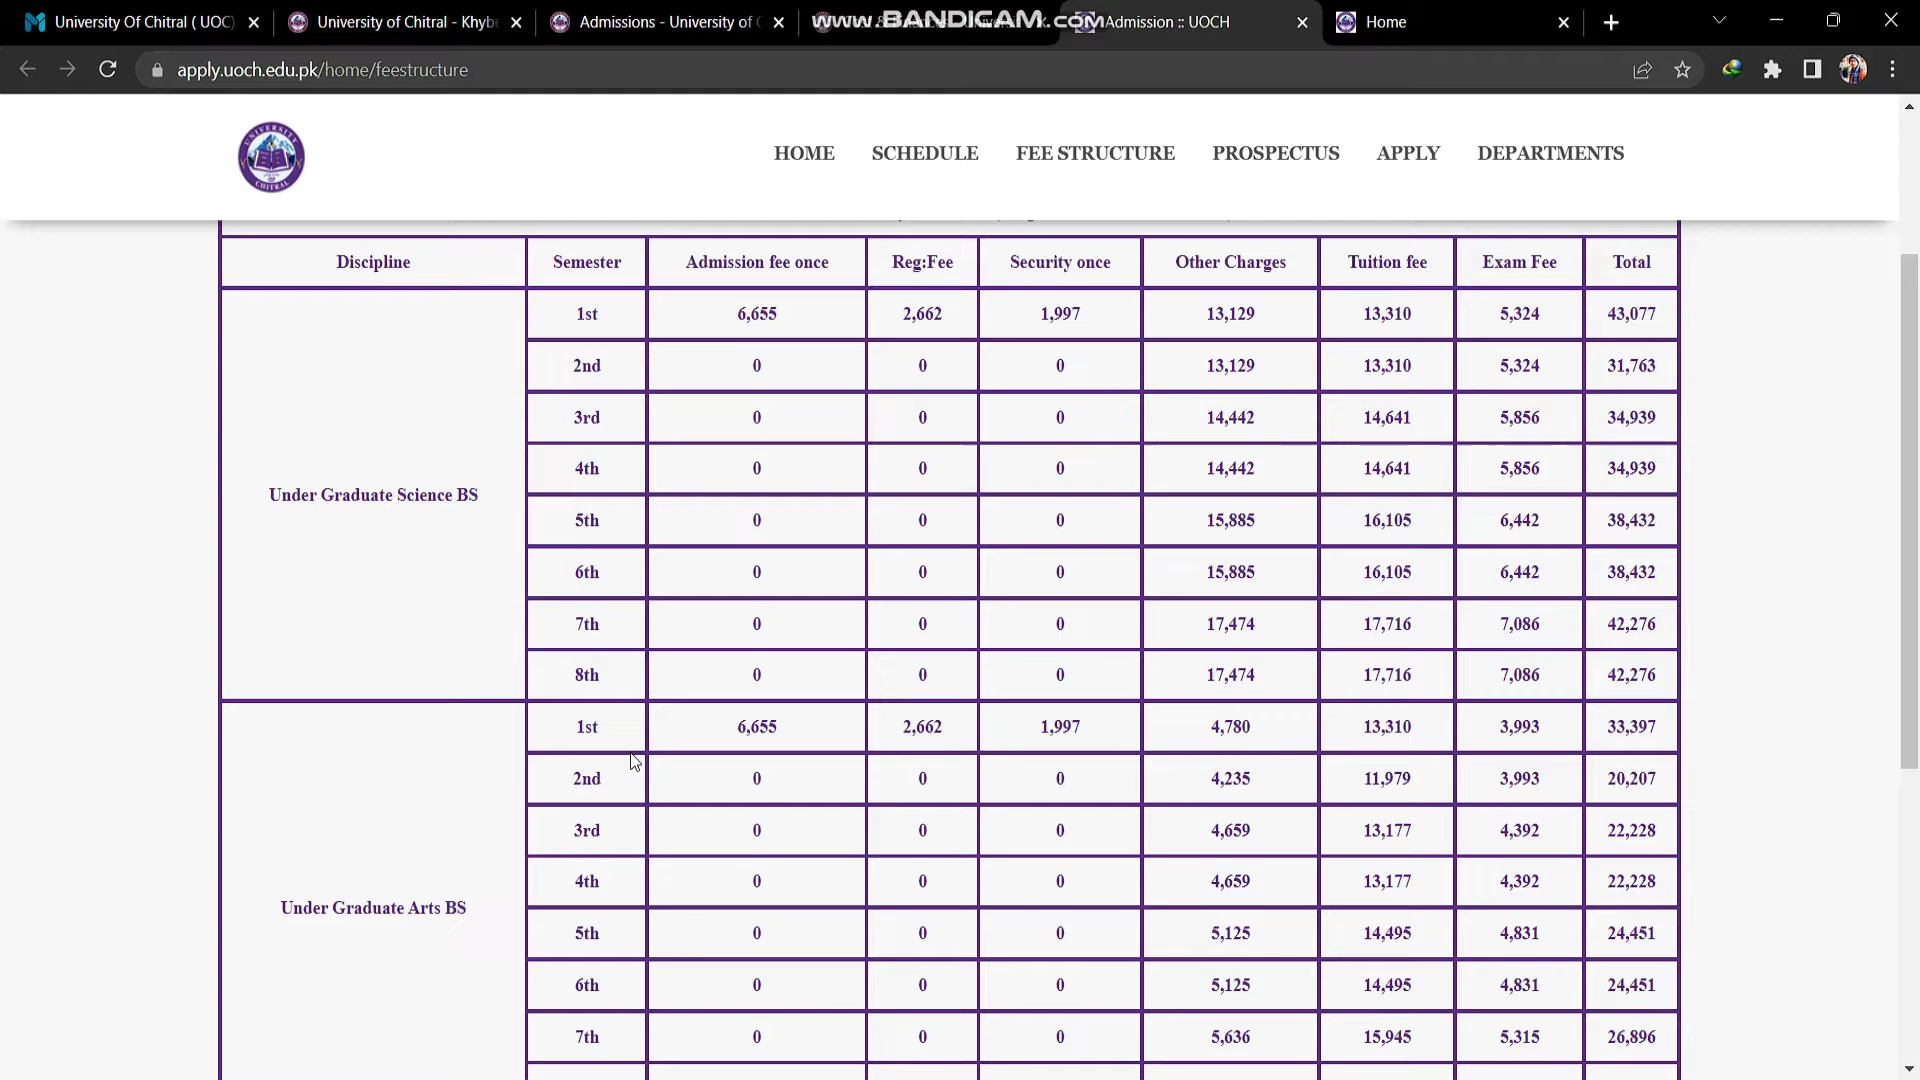 University Of Chitral ( UOC)
University of Chitral - Khybe
Admissions - University of C
WWW.BANDICAM.COM
Admission :: UOCH
Home
apply.uoch.edu.pk/home/feestructure
UNIVERSITY
CHITRAL
HOME SCHEDULE FEE STRUCTURE PROSPECTUS APPLY DEPARTMENTS
Discipline Semester Admission fee once Reg:Fee Security once Other Charges Tuition fee Exam Fee Total
1st 6,655 2,662 1,997 13,129 13,310 5,324 43,077
2nd 0 0 0 13,129 13,310 5,324 31,763
3rd 0 0 0 14,442 14,641 5,856 34,939
4th 0 0 0 14,442 14,641 5,856 34,939
Under Graduate Science BS
5th 0 0 0 15,885 16,105 6,442 38,432
6th 0 0 0 15,885 16,105 6,442 38,432
7th 0 0 0 17,474 17,716 7,086 42,276
8th 0 0 0 17,474 17,716 7,086 42,276
1st 6,655 2,662 1,997 4,780 13,310 3,993 33,397
2nd 0 0 0 4,235 11,979 3,993 20,207
3rd 0 0 0 4,659 13,177 4,392 22,228
4th 0 0 0 4,659 13,177 4,392 22,228
Under Graduate Arts BS
5th 0 0 0 5,125 14,495 4,831 24,451
6th 0 0 0 5,125 14,495 4,831 24,451
7th 0 0 0 5,636 15,945 5,315 26,896